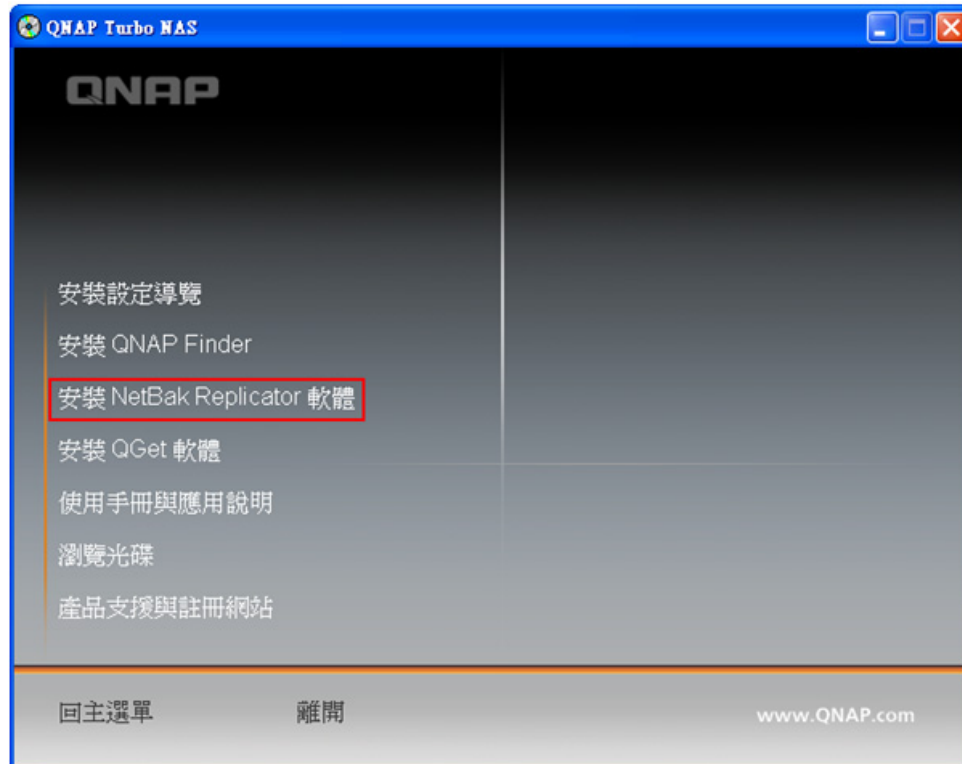 QNAP Turbo NAS
QNAP
安裝設定導覽
安裝 QNAP Finder
安裝 NetBak Replicator 軟體
安裝 QGet 軟體
使用手冊與應用說明
瀏覽光碟
產品支援與註冊網站
回主選單 離開 www.QNAP.com